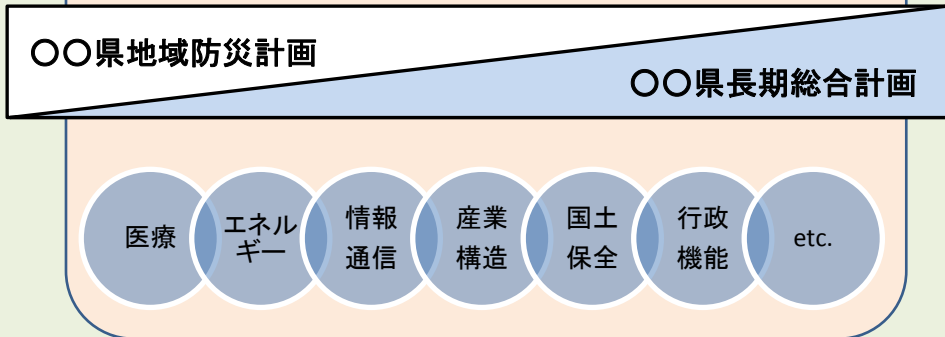 〇〇県地域防災計画
〇〇県長期総合計画
医療
エネル
ギー
情報
通信
産業
構造
国土
保全
行政
機能
etc.